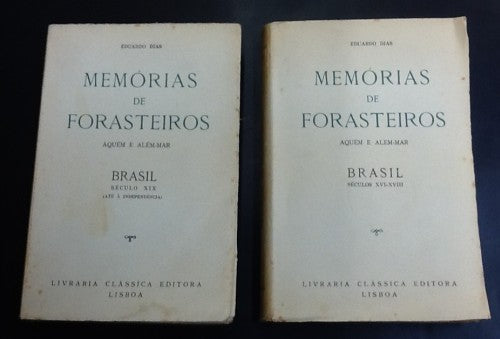 EDUARDO DIAS
MEMÓRIAS
DE
FORASTEIROS
AQUÉM E ALÉM-MAR
BRASIL
SÉCULO XIX
(ATÉ À INDEPENDÊNCIA)
LIVRARIA CLÁSSICA EDITORA
LISBOA
EDUARDO DIAS
MEMÓRIAS
DE
FORASTEIROS
AQUÉM E ALÉM-MAR
BRASIL
SÉCULOS XVI-XVIII
LIVRARIA CLÁSSICA EDITORA
LISBOA